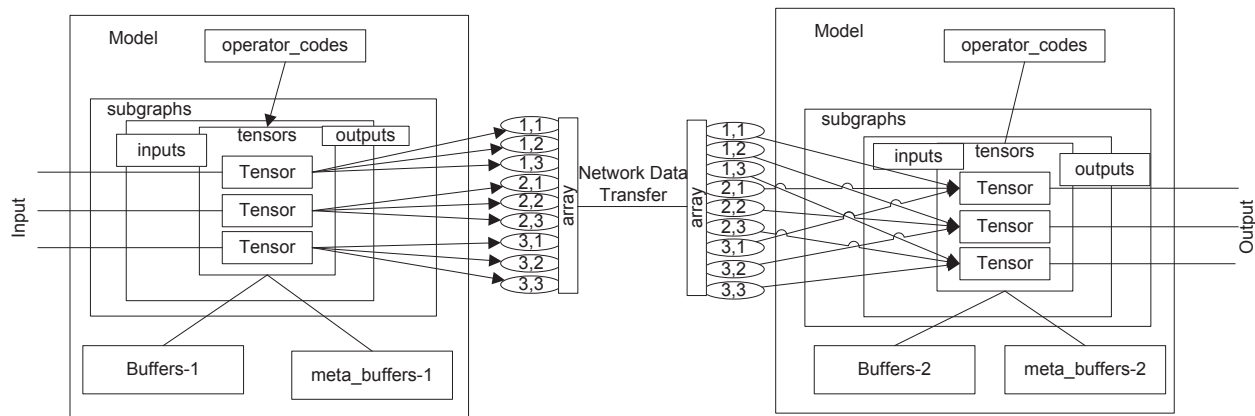 Model
operator_codes
subgraphs
tensors
outputs
inputs
Tensor
Tensor
Tensor
Input
Buffers-1
meta_buffers-1
1,1
1,2
1,3
2,1
2,2
2,3
3,1
3,2
3,3
array
Network Data
Transfer
array
1,1
1,2
1,3
2,1
2,2
2,3
3,1
3,2
3,3
Model
operator_codes
subgraphs
inputs
tensors
outputs
Tensor
Tensor
Tensor
Output
Buffers-2
meta_buffers-2